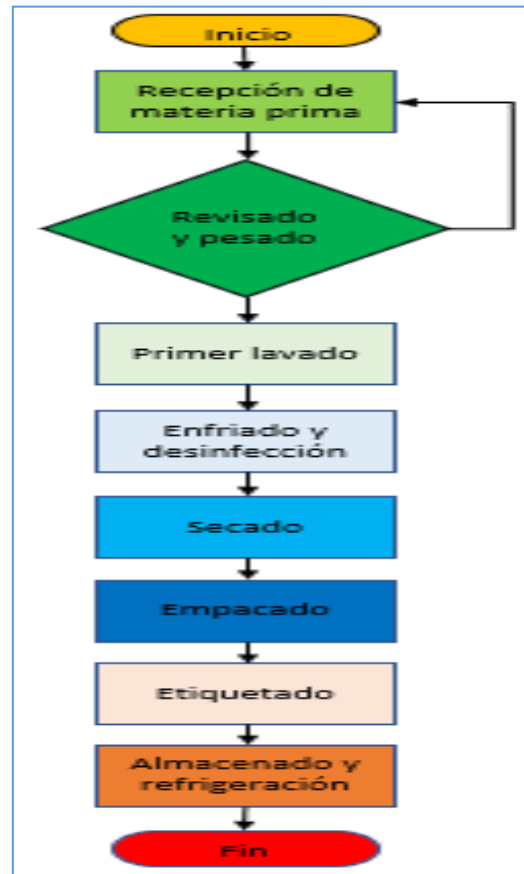 Inicio
Recepción de
materia prima
Revisado
y pesado
Primer lavado
Enfriado y
desinfección
Secado
Empacado
Etiquetado
Almacenado y
refrigeración
Fin